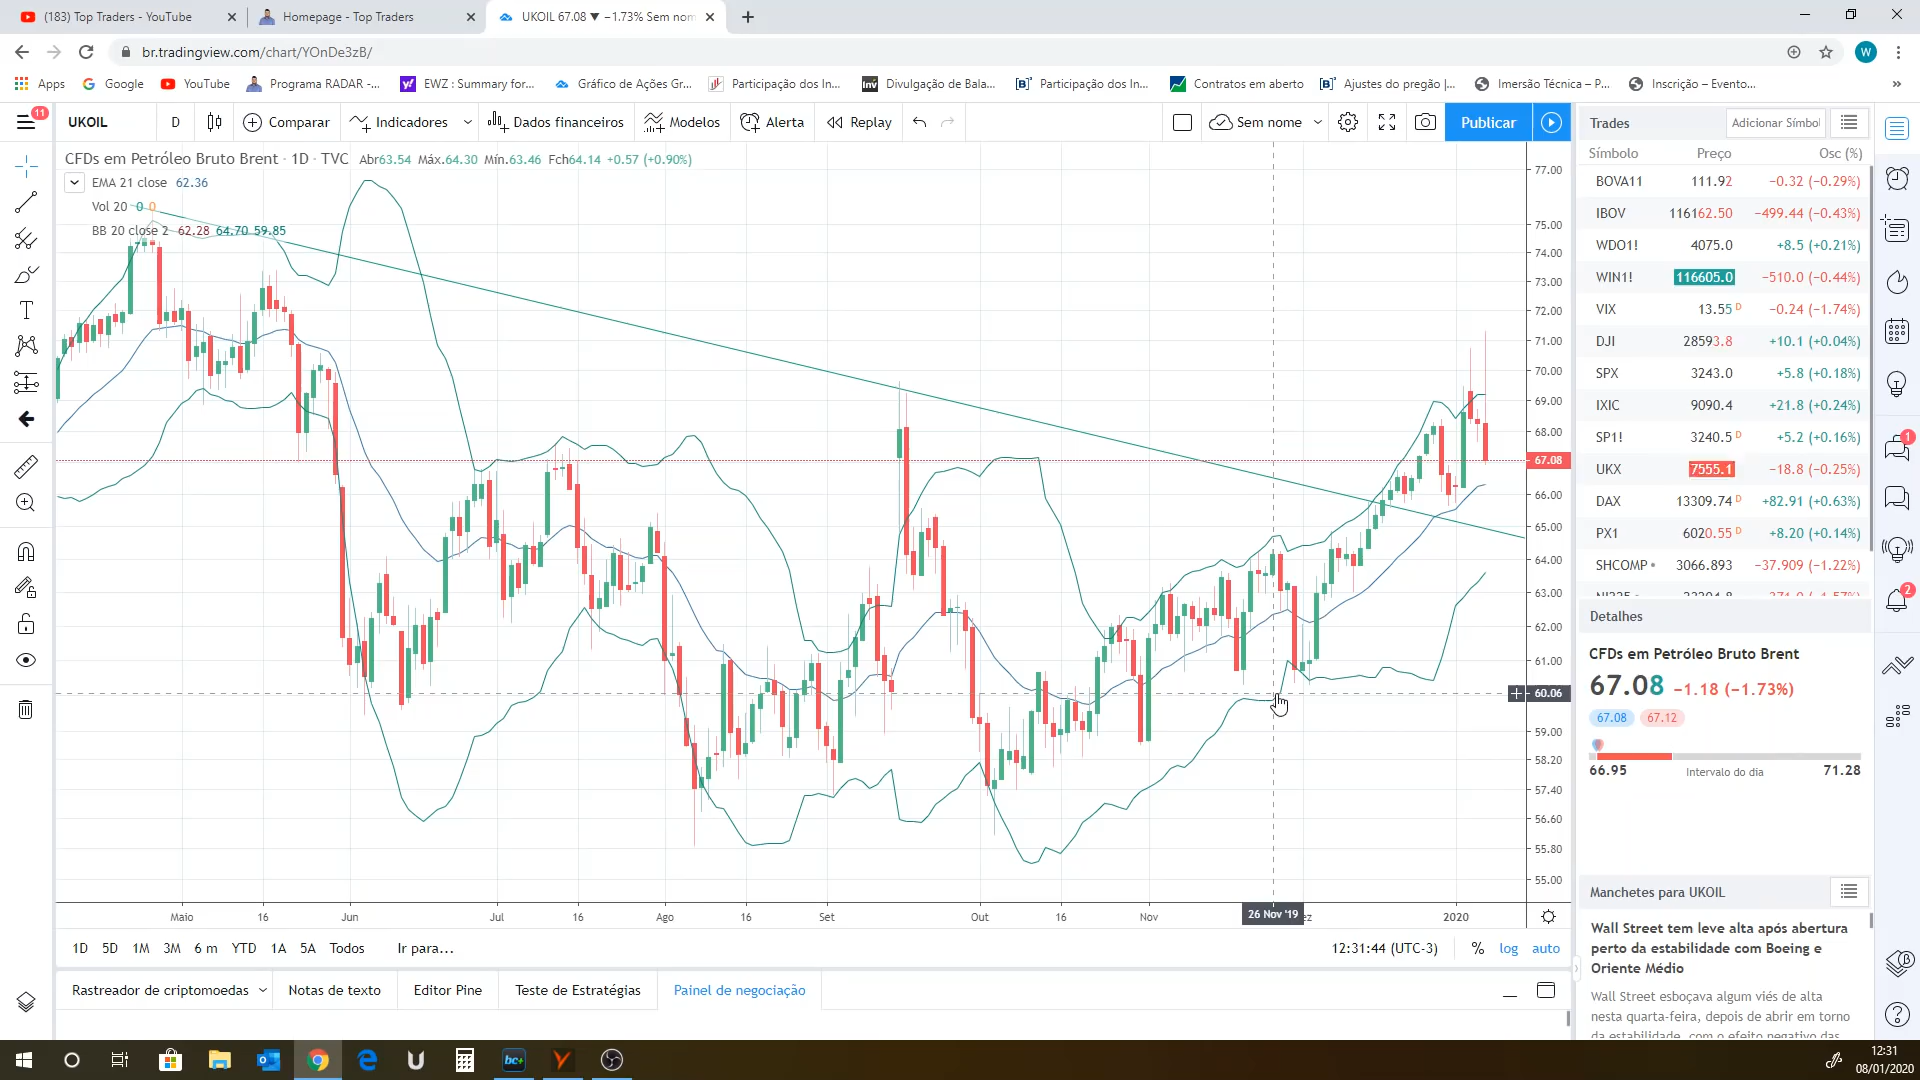 (183) Top Traders - YouTube
Homepage - Top Traders
UKOIL 67.08 ▼ −1.73% Sem nom
br.tradingview.com/chart/YOnDe3zB/
W
Apps
Google
YouTube
Programa RADAR -...
EWZ : Summary for...
Gráfico de Ações Gr...
Participação dos In...
Divulgação de Bala...
Participação dos In...
Contratos em aberto
Ajustes do pregão |...
Imersão Técnica – P...
Inscrição – Evento...
»
11
UKOIL
D
Comparar
Indicadores
Dados financeiros
Modelos
Alerta
Replay
Sem nome
Publicar
CFDs em Petróleo Bruto Brent · 1D · TVC Abr63.54 Máx.64.30 Mín.63.46 Fch64.14 +0.57 (+0.90%)
EMA 21 close 62.36
Vol 20 0 0
BB 20 close 2 62.28 64.70 59.85
77.00
75.00
74.00
73.00
72.00
71.00
70.00
69.00
68.00
67.08
66.00
65.00
64.00
63.00
62.00
61.00
60.06
59.00
58.20
57.40
56.60
55.80
55.00
Maio
16
Jun
Jul
16
Ago
16
Set
Out
16
Nov
26 Nov '19
ez
2020
1D 5D 1M 3M 6 m YTD 1A 5A Todos Ir para...
12:31:44 (UTC-3) % log auto
Rastreador de criptomoedas
Notas de texto
Editor Pine
Teste de Estratégias
Painel de negociação
Trades
Adicionar Símbol
Símbolo Preço Osc (%)
BOVA11 111.92 −0.32 (−0.29%)
IBOV 116162.50 −499.44 (−0.43%)
WDO1! 4075.0 +8.5 (+0.21%)
WIN1! 116605.0 −510.0 (−0.44%)
VIX 13.55 D −0.24 (−1.74%)
DJI 28593.8 +10.1 (+0.04%)
SPX 3243.0 +5.8 (+0.18%)
IXIC 9090.4 +21.8 (+0.24%)
SP1! 3240.5 D +5.2 (+0.16%)
UKX 7555.1 −18.8 (−0.25%)
DAX 13309.74 D +82.91 (+0.63%)
PX1 6020.55 D +8.20 (+0.14%)
SHCOMP 3066.893 −37.909 (−1.22%)
Detalhes
CFDs em Petróleo Bruto Brent
67.08 −1.18 (−1.73%)
67.08 67.12
66.95 Intervalo do dia 71.28
Manchetes para UKOIL
Wall Street tem leve alta após abertura
perto da estabilidade com Boeing e
Oriente Médio
Wall Street esboçava algum viés de alta
nesta quarta-feira, depois de abrir em torno
da estabilidade, com o efeito negativo das
1
2
12:31
08/01/2020